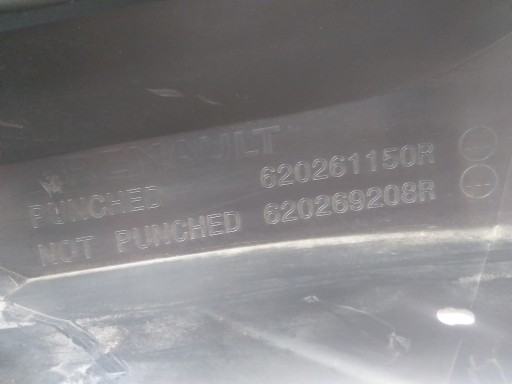 RENAULT
PUNCHED 620261150R
NOT PUNCHED 620269208R